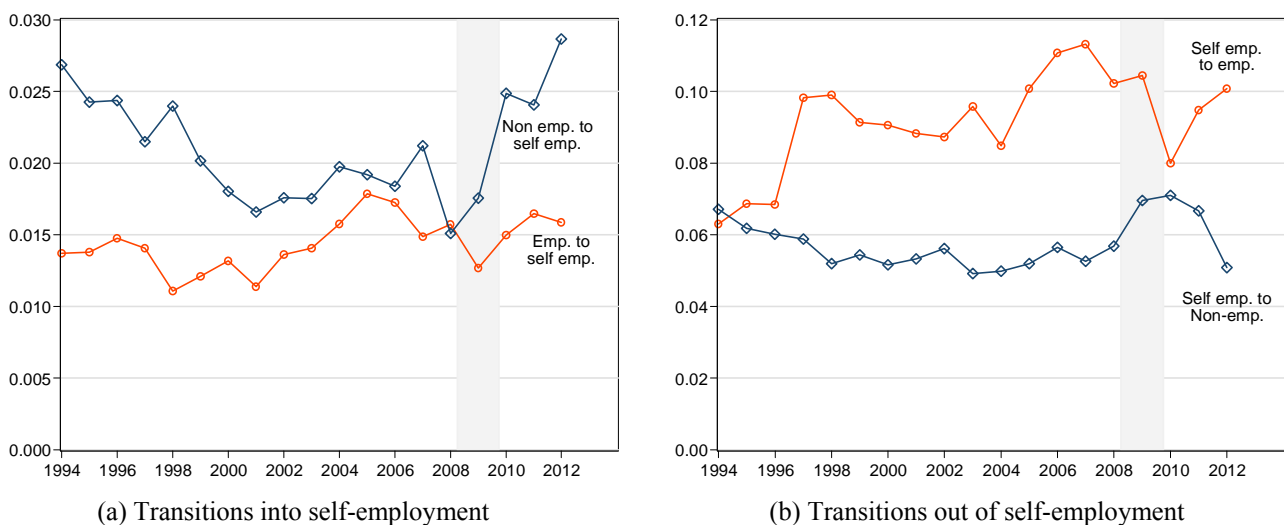 0.030
0.025
0.020
0.015
0.010
0.005
0.000
1994 1996 1998 2000 2002 2004 2006 2008 2010 2012
Non emp. to
self emp.
Emp. to
self emp.
(a) Transitions into self-employment
0.12
0.10
0.08
0.06
0.04
0.02
0.00
1994 1996 1998 2000 2002 2004 2006 2008 2010 2012
Self emp.
to emp.
Self emp. to
Non-emp.
(b) Transitions out of self-employment